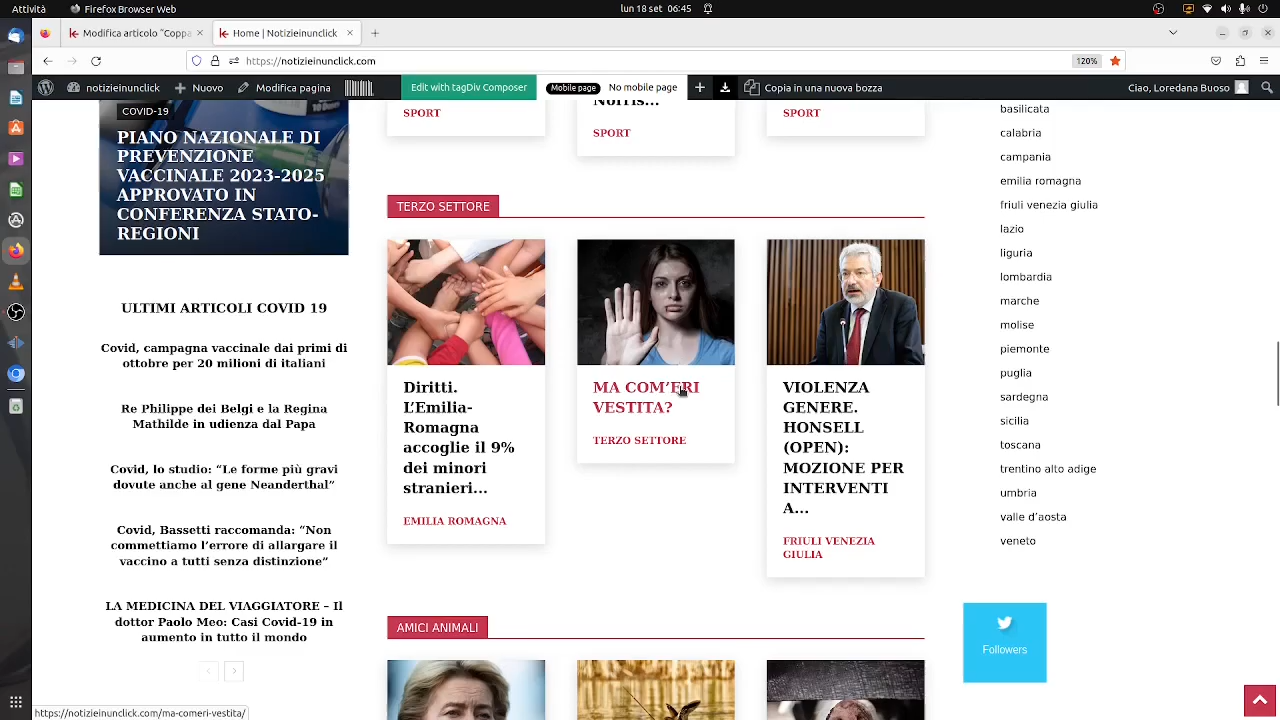 Attività
Firefox Browser Web
lun 18 set  06:45
Modifica articolo “Coppa
Home | Notizieinunclick
https://notizieinunclick.com
120%
notizieinunclick
Nuovo
Modifica pagina
Edit with tagDiv Composer
Mobile page
No mobile page
Copia in una nuova bozza
Ciao, Loredana Buoso
COVID-19
PIANO NAZIONALE DI
PREVENZIONE
VACCINALE 2023-2025
APPROVATO IN
CONFERENZA STATO-
REGIONI
ULTIMI ARTICOLI COVID 19
Covid, campagna vaccinale dai primi di
ottobre per 20 milioni di italiani
Re Philippe dei Belgi e la Regina
Mathilde in udienza dal Papa
Covid, lo studio: “Le forme più gravi
dovute anche al gene Neanderthal”
Covid, Bassetti raccomanda: “Non
commettiamo l’errore di allargare il
vaccino a tutti senza distinzione”
LA MEDICINA DEL VIAGGIATORE – Il
dottor Paolo Meo: Casi Covid-19 in
aumento in tutto il mondo
SPORT
Norris...
SPORT
SPORT
TERZO SETTORE
Diritti.
L’Emilia-
Romagna
accoglie il 9%
dei minori
stranieri...
EMILIA ROMAGNA
MA COM’ERI
VESTITA?
TERZO SETTORE
VIOLENZA
GENERE.
HONSELL
(OPEN):
MOZIONE PER
INTERVENTI
A...
FRIULI VENEZIA
GIULIA
AMICI ANIMALI
basilicata
calabria
campania
emilia romagna
friuli venezia giulia
lazio
liguria
lombardia
marche
molise
piemonte
puglia
sardegna
sicilia
toscana
trentino alto adige
umbria
valle d’aosta
veneto
Followers
https://notizieinunclick.com/ma-comeri-vestita/